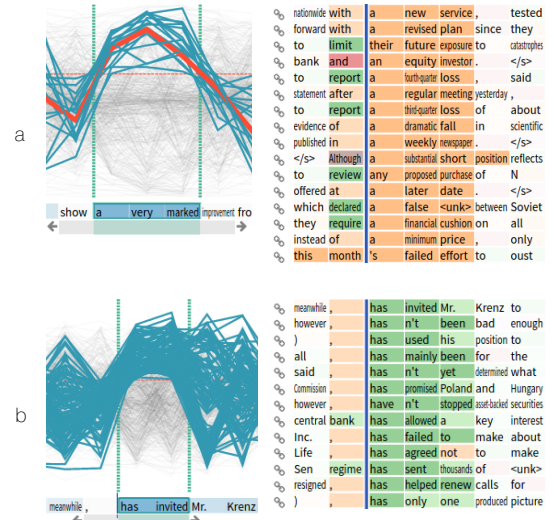 nationwide with a new service , tested
forward with a revised plan since they
to limit their future exposure to catastrophes
bank and an equity investor . </s>
to report a fourth-quarter loss , said
statement after a regular meeting yesterday ,
to report a third-quarter loss of about
evidence of a dramatic fall in scientific
published in a weekly newspaper . </s>
</s> Although a substantial short position reflects
to review any proposed purchase of N
offered at a later date . </s>
which declared a false <unk> between Soviet
they require a financial cushion on all
instead of a minimum price , only
this month 's failed effort to oust
a
show a very marked improvement fro
meanwhile , has invited Mr. Krenz to
however , has n't been bad enough
) , has used his position to
all , has mainly been for the
said , has n't yet determined what
Commission , has promised Poland and Hungary
however , have n't stopped asset-backed securities
central bank has allowed a key interest
Inc. , has failed to make about
Life , has agreed not to make
Sen regime has sent thousands of <unk>
resigned , has helped renew calls for
) , has only one produced picture
b
meanwhile , has invited Mr. Krenz